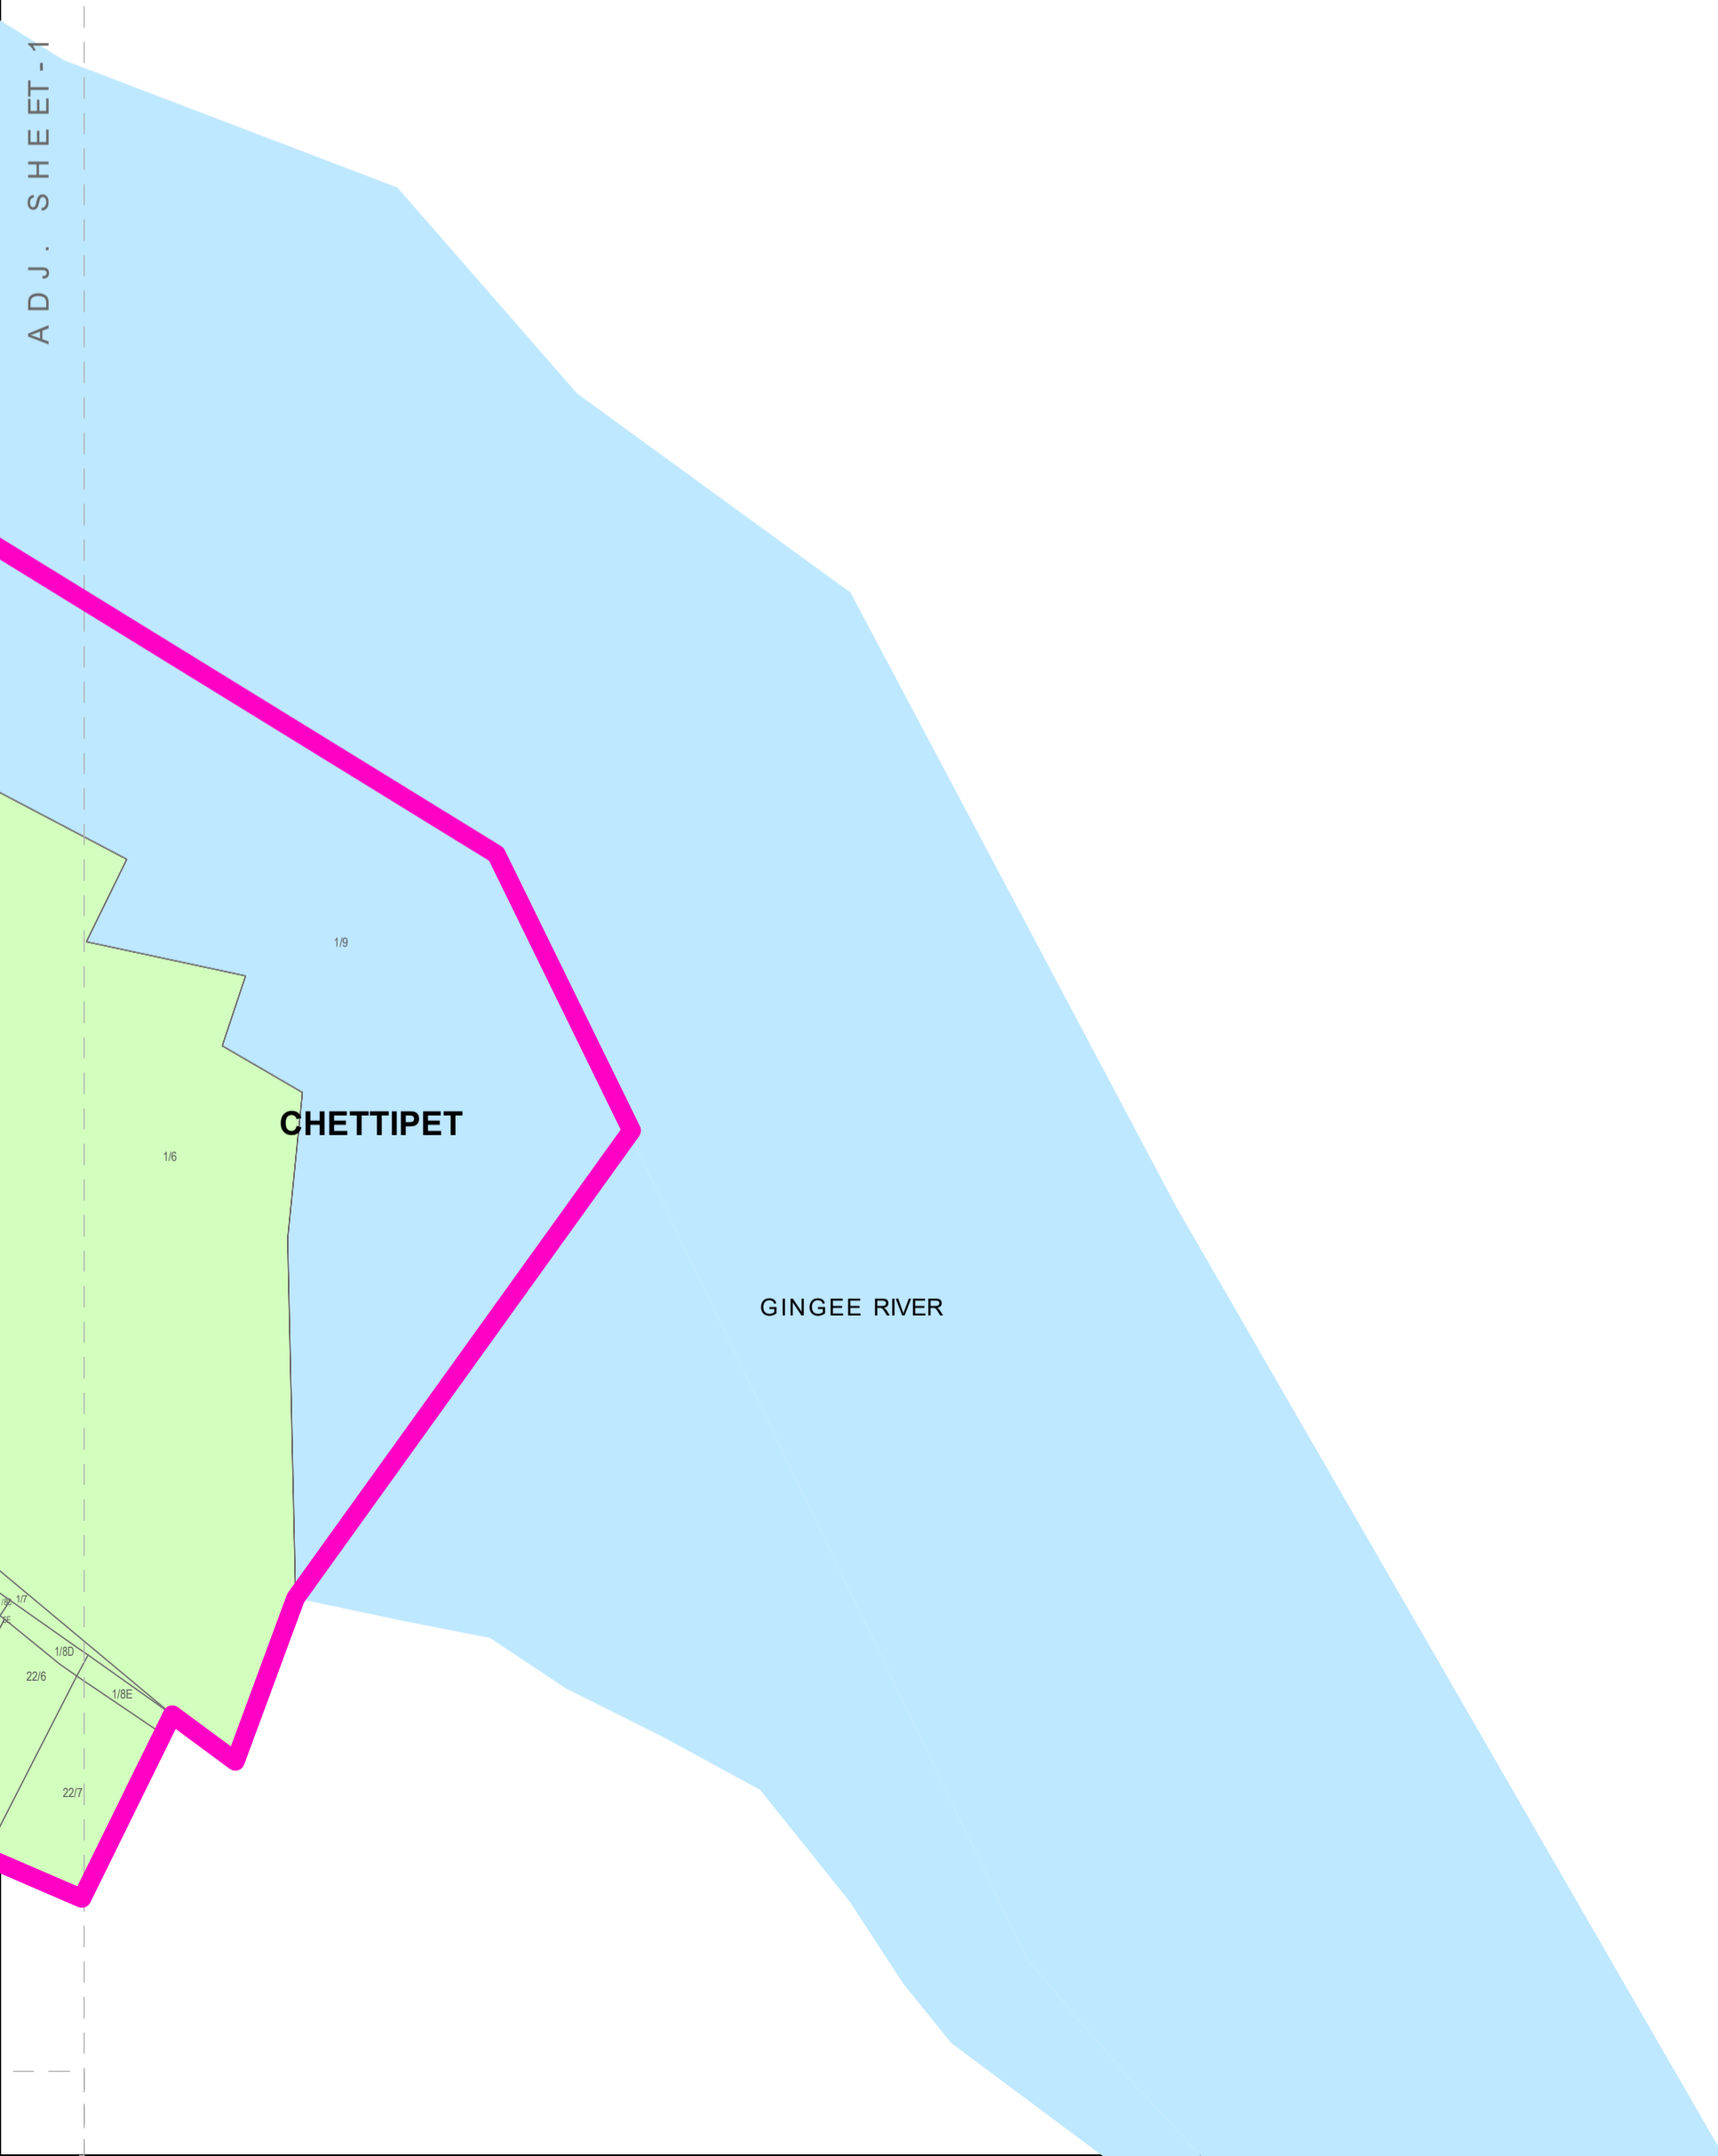 ADJ. SHEET-1
1/9
CHETTIPET
1/6
GINGEE RIVER
1/7
1/8D
22/6
1/8E
22/7